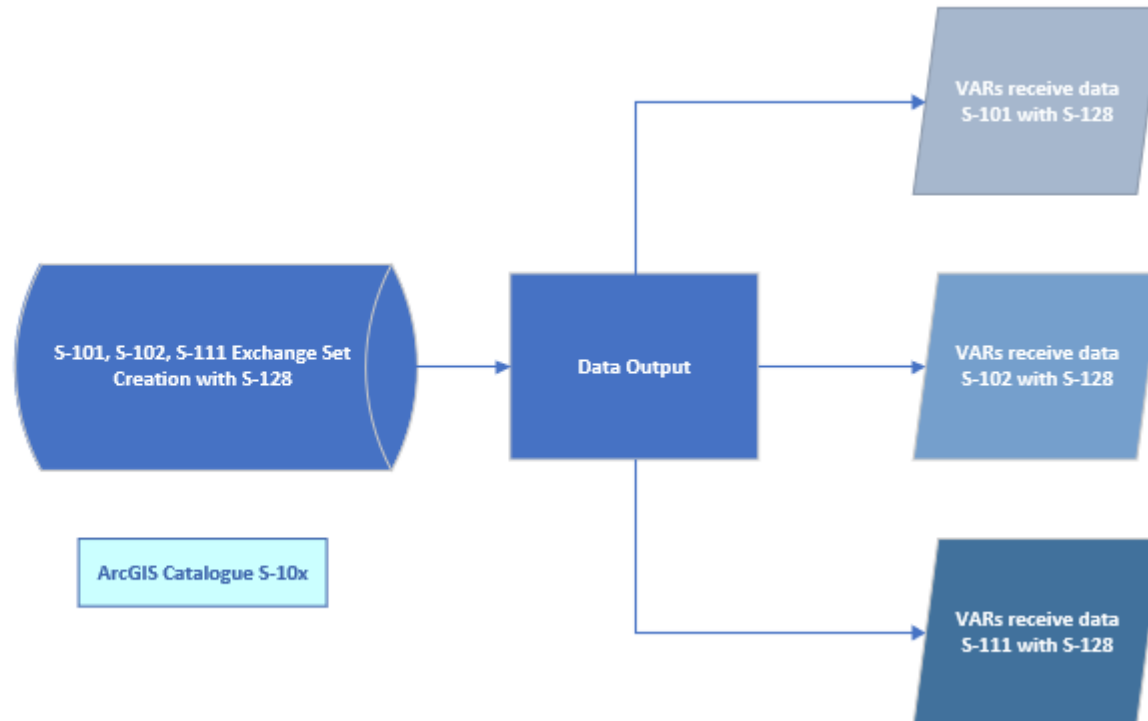 VARs receive data
S-101 with S-128
S-101, S-102, S-111 Exchange Set
Creation with S-128
Data Output
VARs receive data
S-102 with S-128
ArcGIS Catalogue S-10x
VARs receive data
S-111 with S-128